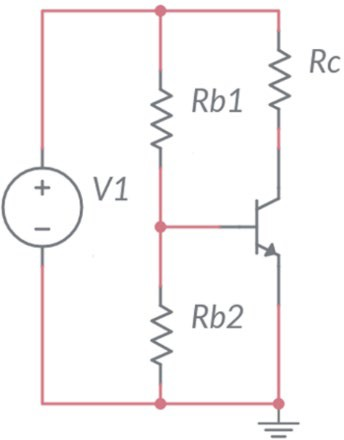 Rc
Rb1
V1
+
−
Rb2